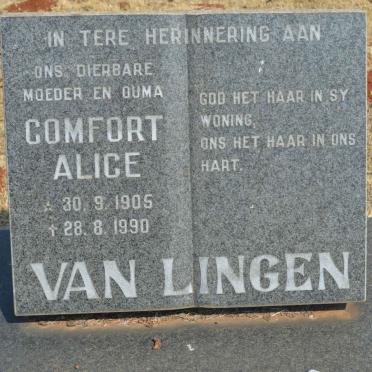 IN TERE HERINNERING AAN
ONS DIERBARE
MOEDER EN OUMA
COMFORT
ALICE
* 30. 9. 1905
† 28. 8. 1990
GOD HET HAAR IN SY
WONING,
ONS HET HAAR IN ONS
HART.
VAN LINGEN